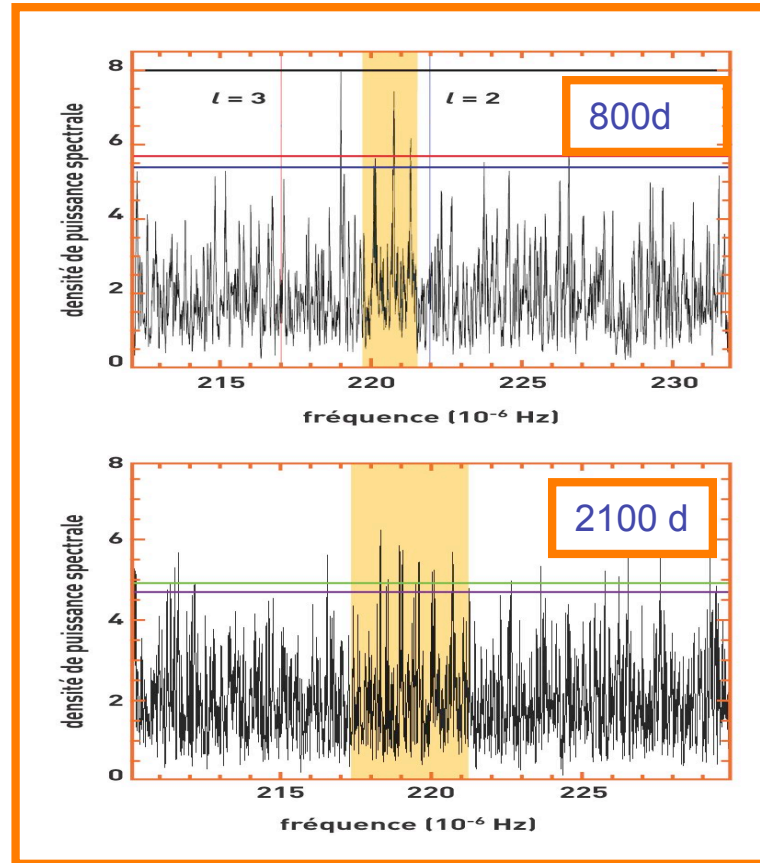 densité de puissance spectrale
8
6
4
2
0
l = 3
l = 2
800d
215
220
225
230
fréquence (10⁻⁶ Hz)
densité de puissance spectrale
8
6
4
2
0
2100 d
215
220
225
fréquence (10⁻⁶ Hz)